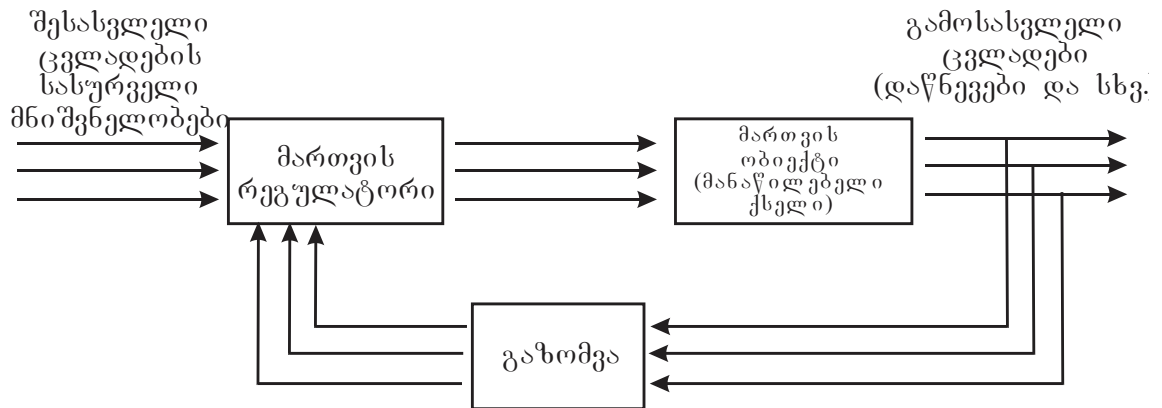 შესასვლელი
ცვლადების
სასურველი
მნიშვნელობები
გამოსასვლელი
ცვლადები
(დაწნევები და სხვ.)
მართვის
რეგულატორი
მართვის
ობიექტი
(მანაწილებელი
ქსელი)
გაზომვა